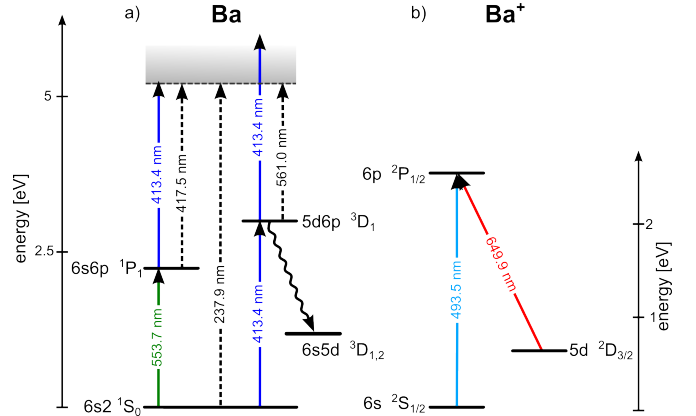 a) Ba
b) Ba⁺
energy [eV]
5
2.5
413.4 nm
417.5 nm
237.9 nm
413.4 nm
561.0 nm
5d6p ³D₁
6s6p ¹P₁
553.7 nm
413.4 nm
6s5d ³D₁,₂
6s2 ¹S₀
6p ²P₁/₂
493.5 nm
649.9 nm
5d ²D₃/₂
6s ²S₁/₂
2
1
energy [eV]